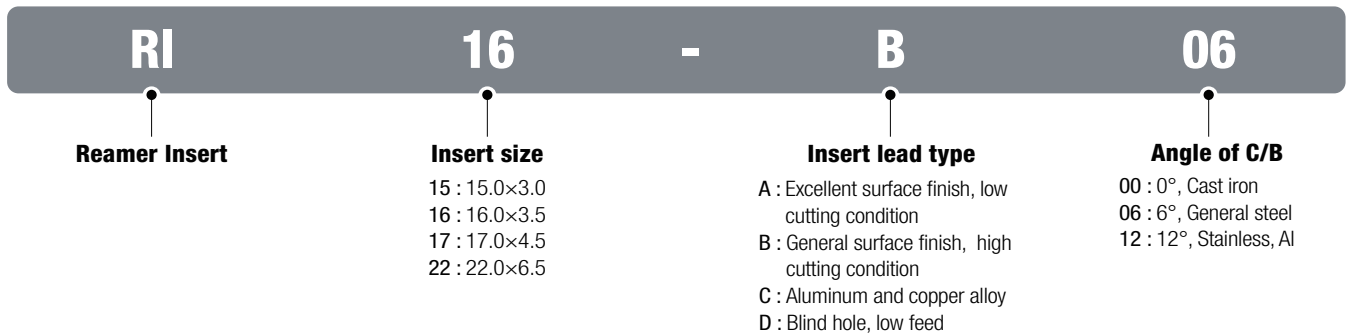 RI 16 - B 06
Reamer Insert
Insert size
15 : 15.0×3.0
16 : 16.0×3.5
17 : 17.0×4.5
22 : 22.0×6.5
Insert lead type
A : Excellent surface finish, low
cutting condition
B : General surface finish, high
cutting condition
C : Aluminum and copper alloy
D : Blind hole, low feed
Angle of C/B
00 : 0°, Cast iron
06 : 6°, General steel
12 : 12°, Stainless, Al